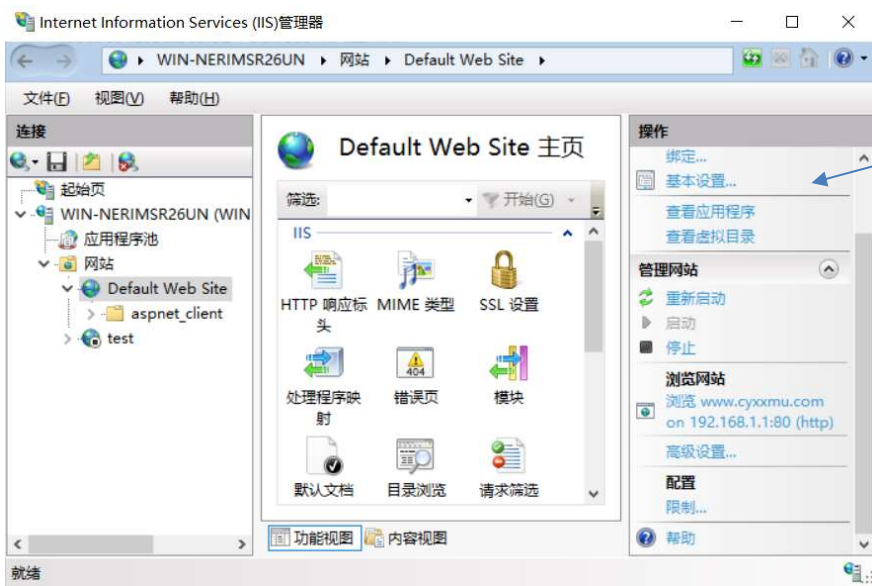 Internet Information Services (IIS)管理器
WIN-NERIMSR26UN 网站 Default Web Site
文件(F) 视图(V) 帮助(H)
连接
起始页
WIN-NERIMSR26UN (WIN
应用程序池
网站
Default Web Site
aspnet_client
test
Default Web Site 主页
筛选: 开始(G)
IIS
HTTP 响应标
头
MIME 类型
SSL 设置
处理程序映
射
错误页
404
模块
默认文档
目录浏览
请求筛选
功能视图 内容视图
操作
绑定...
基本设置...
查看应用程序
查看虚拟目录
管理网站
重新启动
启动
停止
浏览网站
浏览 www.cyxxmu.com
on 192.168.1.1:80 (http)
高级设置...
配置
限制...
帮助
就绪